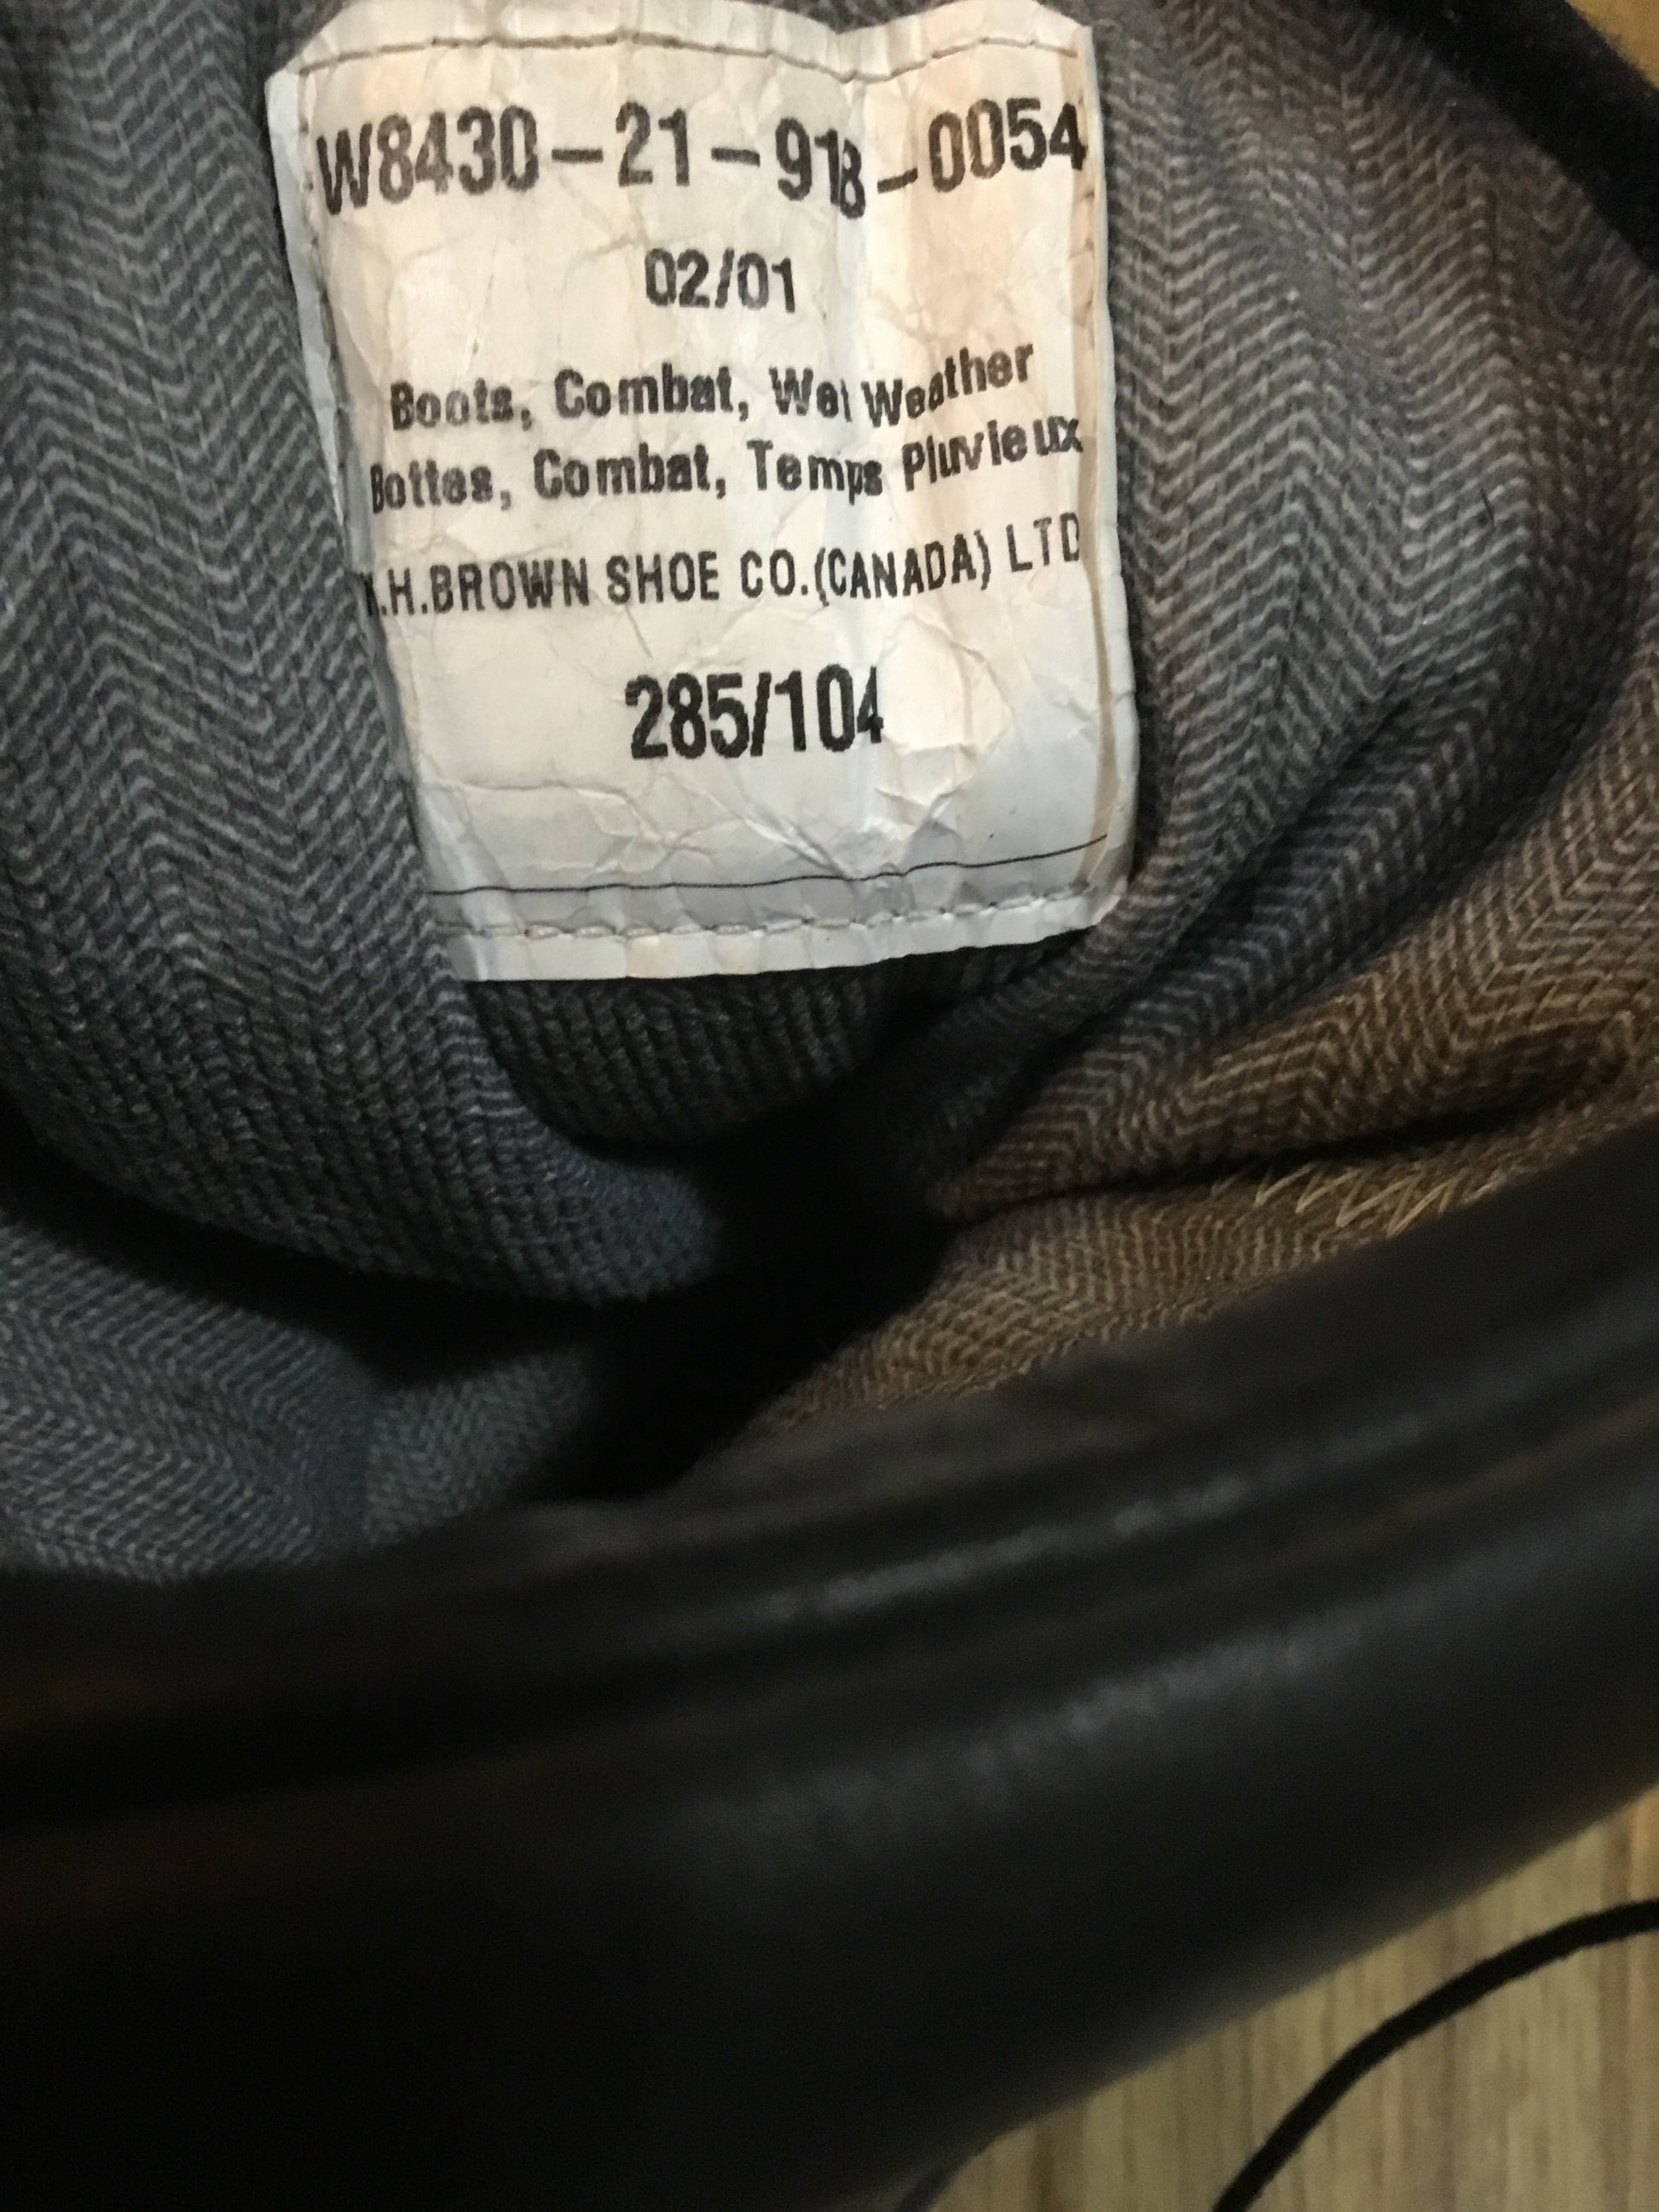 W8430-21-918-0054
02/01
Boots, Combat, Wet Weather
Bottes, Combat, Temps Pluvieux
.H.BROWN SHOE CO.(CANADA) LTD
285/104